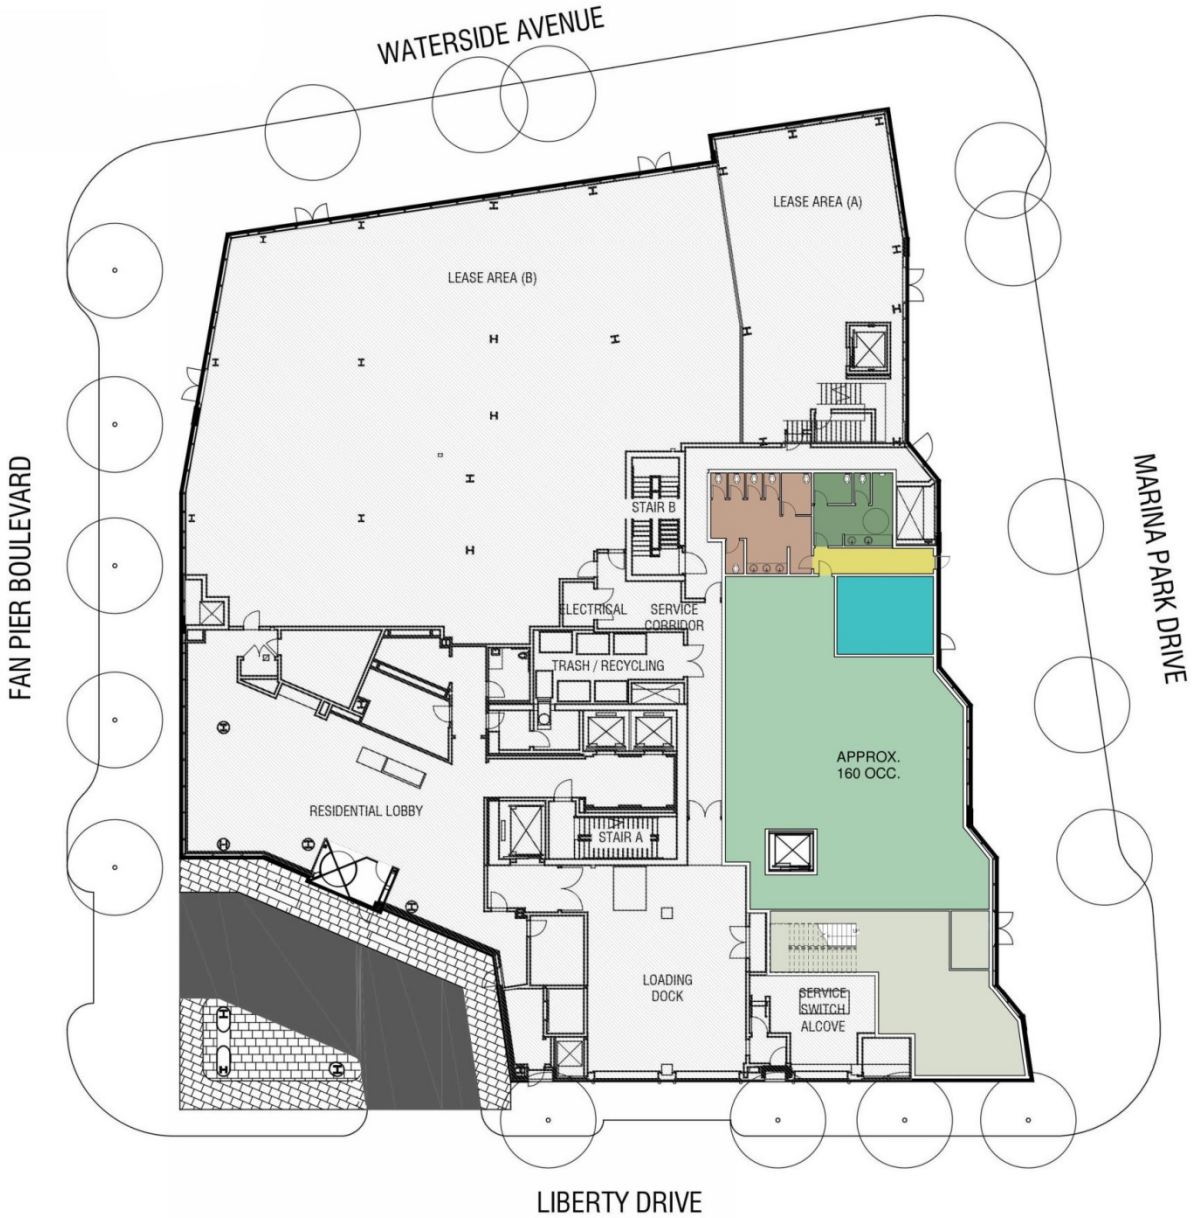 WATERSIDE AVENUE
LEASE AREA (A)
LEASE AREA (B)
FAN PIER BOULEVARD
MARINA PARK DRIVE
STAIR B
ELECTRICAL
SERVICE
CORRIDOR
TRASH / RECYCLING
APPROX.
160 OCC.
RESIDENTIAL LOBBY
STAIR A
LOADING
DOCK
SERVICE
SWITCH
ALCOVE
LIBERTY DRIVE